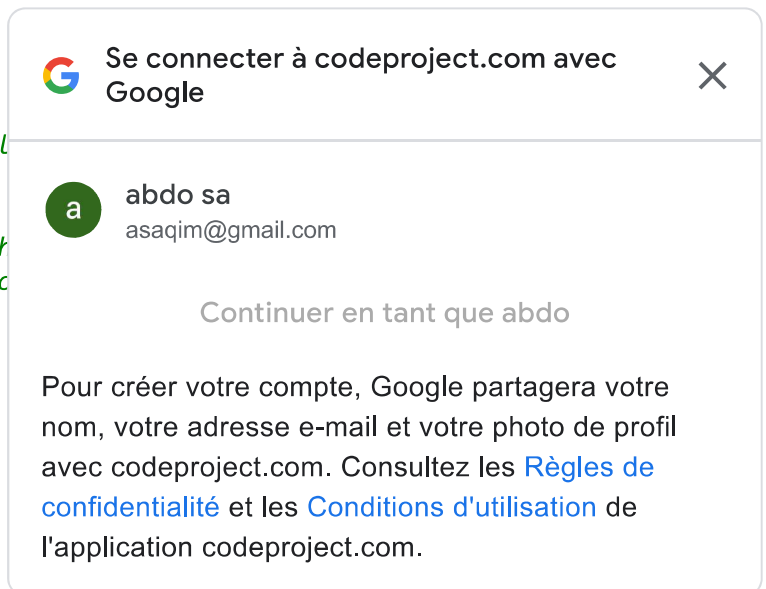 Se connecter à codeproject.com avec
Google
a
abdo sa
asaqim@gmail.com
Continuer en tant que abdo
Pour créer votre compte, Google partagera votre
nom, votre adresse e-mail et votre photo de profil
avec codeproject.com. Consultez les Règles de
confidentialité et les Conditions d'utilisation de
l'application codeproject.com.